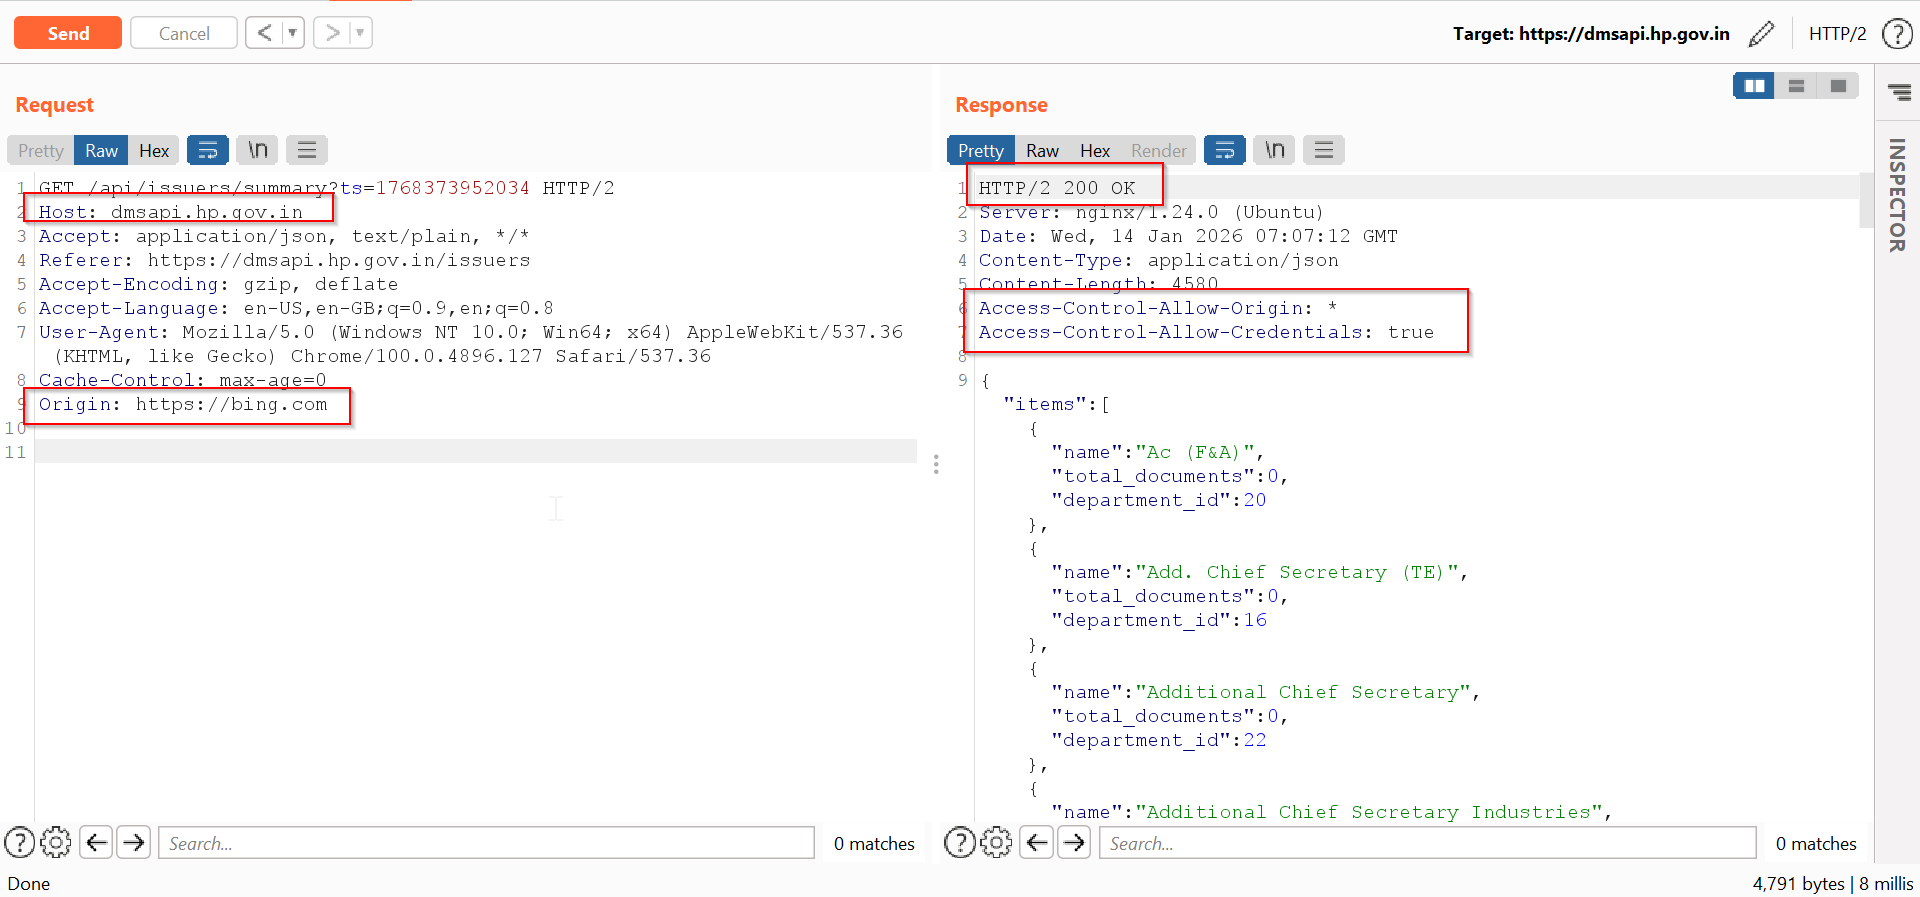 Send
Cancel
Target: https://dmsapi.hp.gov.in
HTTP/2
Request
Pretty Raw Hex \n
1 GET /api/issuers/summary?ts=1768373952034 HTTP/2
2 Host: dmsapi.hp.gov.in
3 Accept: application/json, text/plain, */*
4 Referer: https://dmsapi.hp.gov.in/issuers
5 Accept-Encoding: gzip, deflate
6 Accept-Language: en-US,en-GB;q=0.9,en;q=0.8
7 User-Agent: Mozilla/5.0 (Windows NT 10.0; Win64; x64) AppleWebKit/537.36
(KHTML, like Gecko) Chrome/100.0.4896.127 Safari/537.36
8 Cache-Control: max-age=0
9 Origin: https://bing.com
10
11
Search...
0 matches
Response
Pretty Raw Hex Render \n
1 HTTP/2 200 OK
2 Server: nginx/1.24.0 (Ubuntu)
3 Date: Wed, 14 Jan 2026 07:07:12 GMT
4 Content-Type: application/json
5 Content-Length: 4580
6 Access-Control-Allow-Origin: *
7 Access-Control-Allow-Credentials: true
8
9 {
"items":[
{
"name":"Ac (F&A)",
"total_documents":0,
"department_id":20
},
{
"name":"Add. Chief Secretary (TE)",
"total_documents":0,
"department_id":16
},
{
"name":"Additional Chief Secretary",
"total_documents":0,
"department_id":22
},
{
"name":"Additional Chief Secretary Industries",
Search...
0 matches
INSPECTOR
Done
4,791 bytes | 8 millis